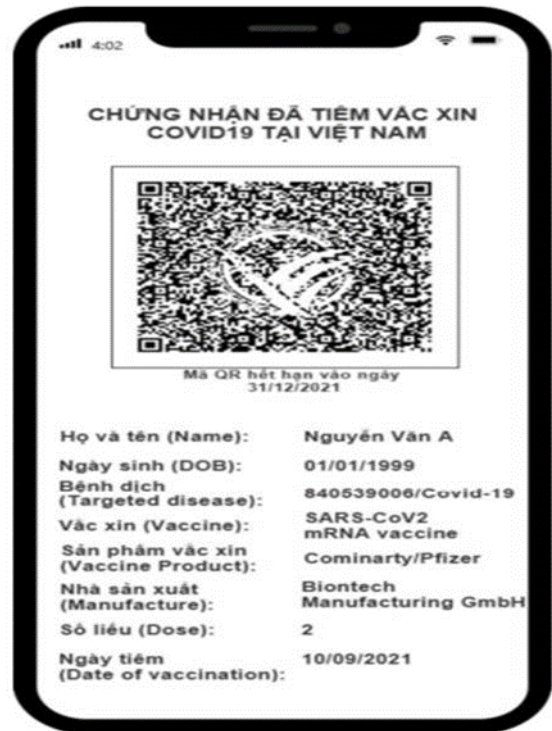 4:02
CHỨNG NHẬN ĐÃ TIÊM VẮC XIN
COVID19 TẠI VIỆT NAM
Mã QR hết hạn vào ngày
31/12/2021
Họ và tên (Name): Nguyễn Văn A
Ngày sinh (DOB): 01/01/1999
Bệnh dịch
(Targeted disease): 840539006/Covid-19
Vắc xin (Vaccine): SARS-CoV2
mRNA vaccine
Sản phẩm vắc xin
(Vaccine Product): Cominarty/Pfizer
Nhà sản xuất
(Manufacture): Biontech
Manufacturing GmbH
Số liều (Dose): 2
Ngày tiêm
(Date of vaccination): 10/09/2021